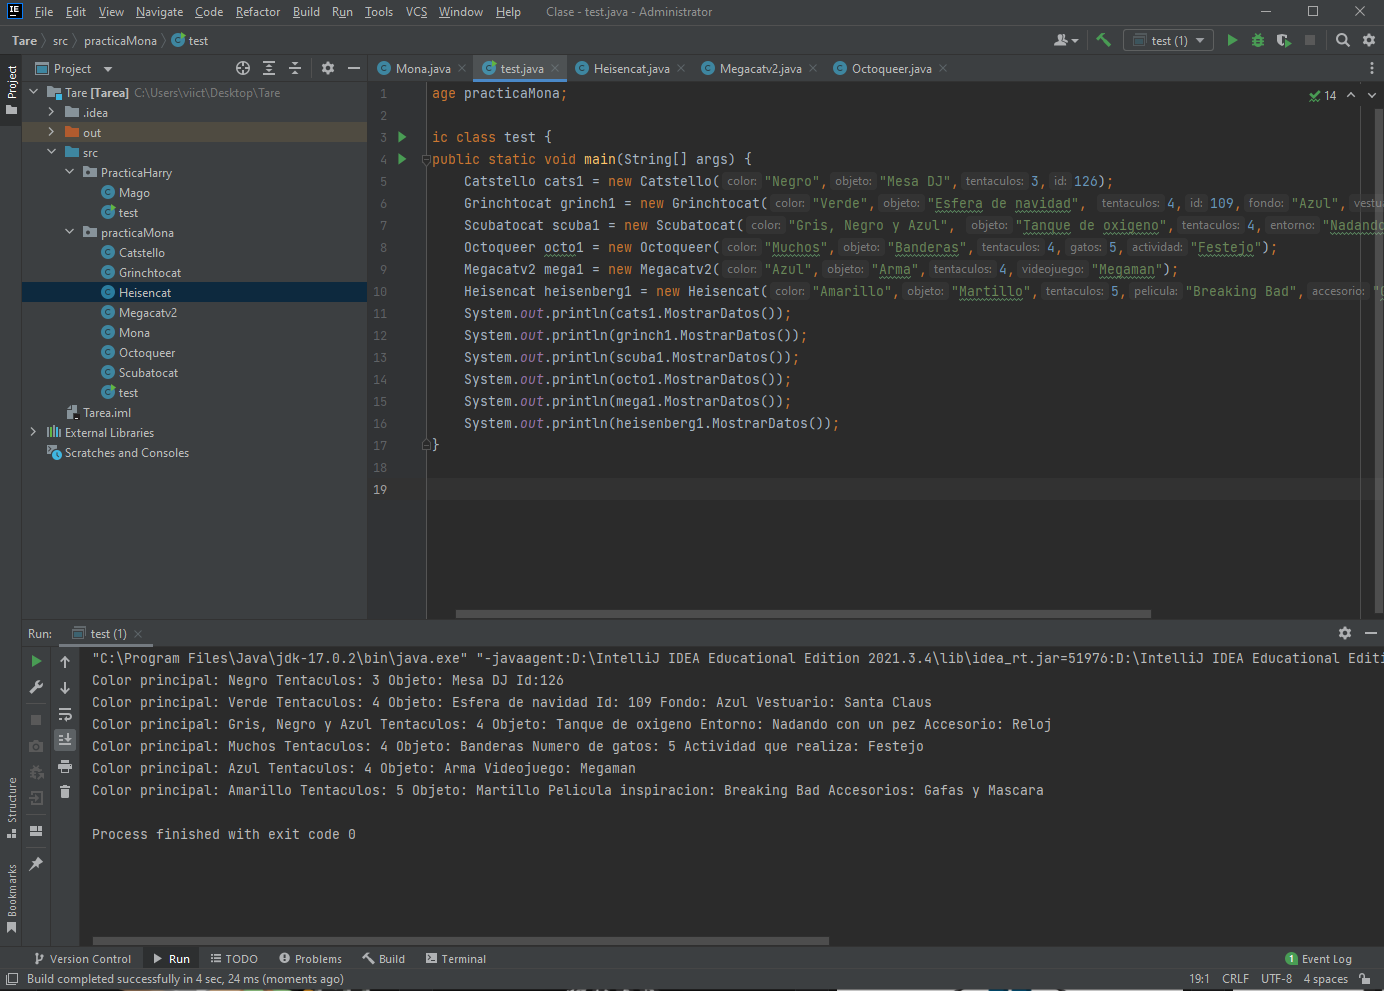 File Edit View Navigate Code Refactor Build Run Tools VCS Window Help Clase - test.java - Administrator
Tare src practicaMona test test (1)
Project Mona.java test.java Heisencat.java Megacatv2.java Octoqueer.java
Project
Tare [Tarea] C:\Users\viict\Desktop\Tare
.idea
out
src
PracticaHarry
Mago
test
practicaMona
Catstello
Grinchtocat
Heisencat
Megacatv2
Mona
Octoqueer
Scubatocat
test
Tarea.iml
External Libraries
Scratches and Consoles
14
1 age practicaMona;
2
3 ic class test {
4 public static void main(String[] args) {
5 Catstello cats1 = new Catstello( color: "Negro", objeto: "Mesa DJ", tentaculos: 3, id: 126);
6 Grinchtocat grinch1 = new Grinchtocat( color: "Verde", objeto: "Esfera de navidad", tentaculos: 4, id: 109, fondo: "Azul", vestu
7 Scubatocat scuba1 = new Scubatocat( color: "Gris, Negro y Azul", objeto: "Tanque de oxigeno", tentaculos: 4, entorno: "Nadando
8 Octoqueer octo1 = new Octoqueer( color: "Muchos", objeto: "Banderas", tentaculos: 4, gatos: 5, actividad: "Festejo");
9 Megacatv2 mega1 = new Megacatv2( color: "Azul", objeto: "Arma", tentaculos: 4, videojuego: "Megaman");
10 Heisencat heisenberg1 = new Heisencat( color: "Amarillo", objeto: "Martillo", tentaculos: 5, pelicula: "Breaking Bad", accesorio: "G
11 System.out.println(cats1.MostrarDatos());
12 System.out.println(grinch1.MostrarDatos());
13 System.out.println(scuba1.MostrarDatos());
14 System.out.println(octo1.MostrarDatos());
15 System.out.println(mega1.MostrarDatos());
16 System.out.println(heisenberg1.MostrarDatos());
17 }
18
19
Run: test (1)
"C:\Program Files\Java\jdk-17.0.2\bin\java.exe" "-javaagent:D:\IntelliJ IDEA Educational Edition 2021.3.4\lib\idea_rt.jar=51976:D:\IntelliJ IDEA Educational Editi
Color principal: Negro Tentaculos: 3 Objeto: Mesa DJ Id:126
Color principal: Verde Tentaculos: 4 Objeto: Esfera de navidad Id: 109 Fondo: Azul Vestuario: Santa Claus
Color principal: Gris, Negro y Azul Tentaculos: 4 Objeto: Tanque de oxigeno Entorno: Nadando con un pez Accesorio: Reloj
Color principal: Muchos Tentaculos: 4 Objeto: Banderas Numero de gatos: 5 Actividad que realiza: Festejo
Color principal: Azul Tentaculos: 4 Objeto: Arma Videojuego: Megaman
Color principal: Amarillo Tentaculos: 5 Objeto: Martillo Pelicula inspiracion: Breaking Bad Accesorios: Gafas y Mascara
Process finished with exit code 0
Structure
Bookmarks
Version Control Run TODO Problems Build Terminal 1 Event Log
Build completed successfully in 4 sec, 24 ms (moments ago) 19:1 CRLF UTF-8 4 spaces